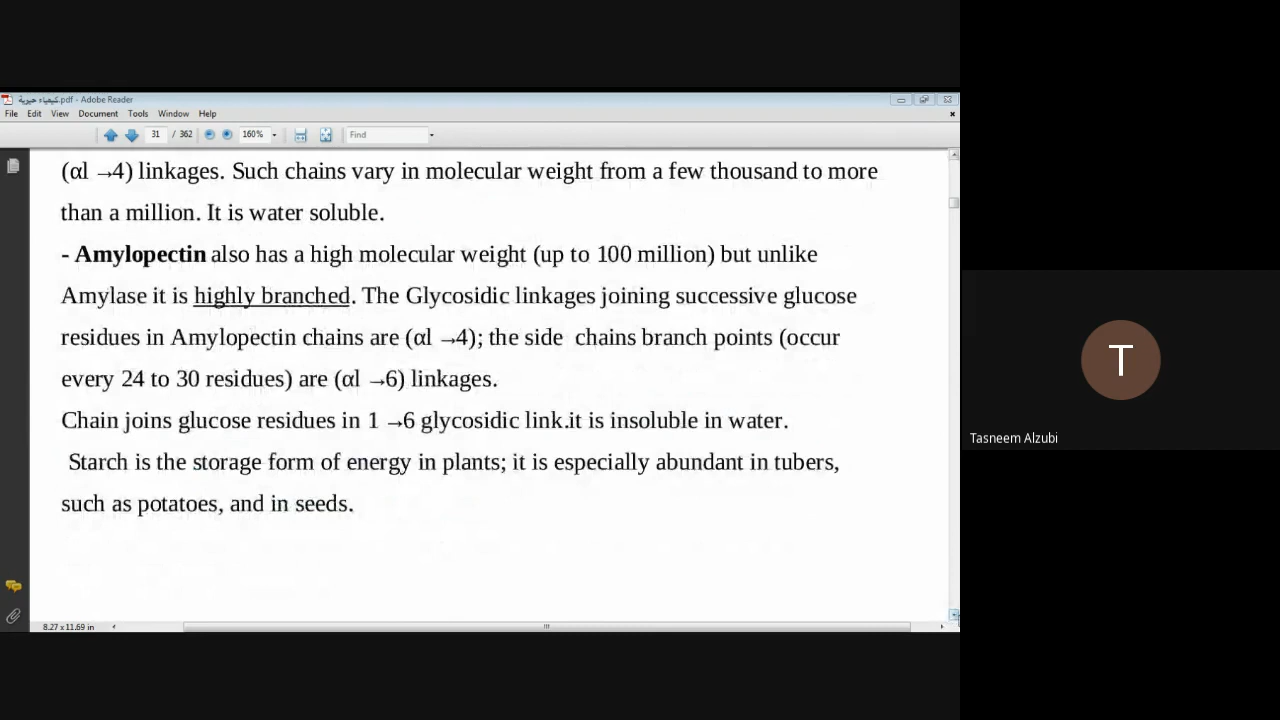 شيمياء حيوية.pdf - Adobe Reader
File Edit View Document Tools Window Help
31 / 362 160% Find
(αl →4) linkages. Such chains vary in molecular weight from a few thousand to more
than a million. It is water soluble.
- Amylopectin also has a high molecular weight (up to 100 million) but unlike
Amylase it is highly branched. The Glycosidic linkages joining successive glucose
residues in Amylopectin chains are (αl →4); the side chains branch points (occur
every 24 to 30 residues) are (αl →6) linkages.
Chain joins glucose residues in 1 →6 glycosidic link.it is insoluble in water.
Starch is the storage form of energy in plants; it is especially abundant in tubers,
such as potatoes, and in seeds.
8.27 x 11.69 in
T
Tasneem Alzubi